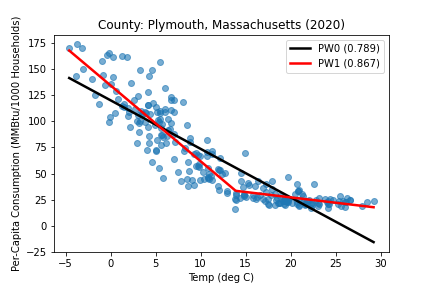 County: Plymouth, Massachusetts (2020)
Per-Capita Consumption (MMBtu/1000 Households)
175
150
125
100
75
50
25
0
−25
PW0 (0.789)
PW1 (0.867)
−5 0 5 10 15 20 25 30
Temp (deg C)